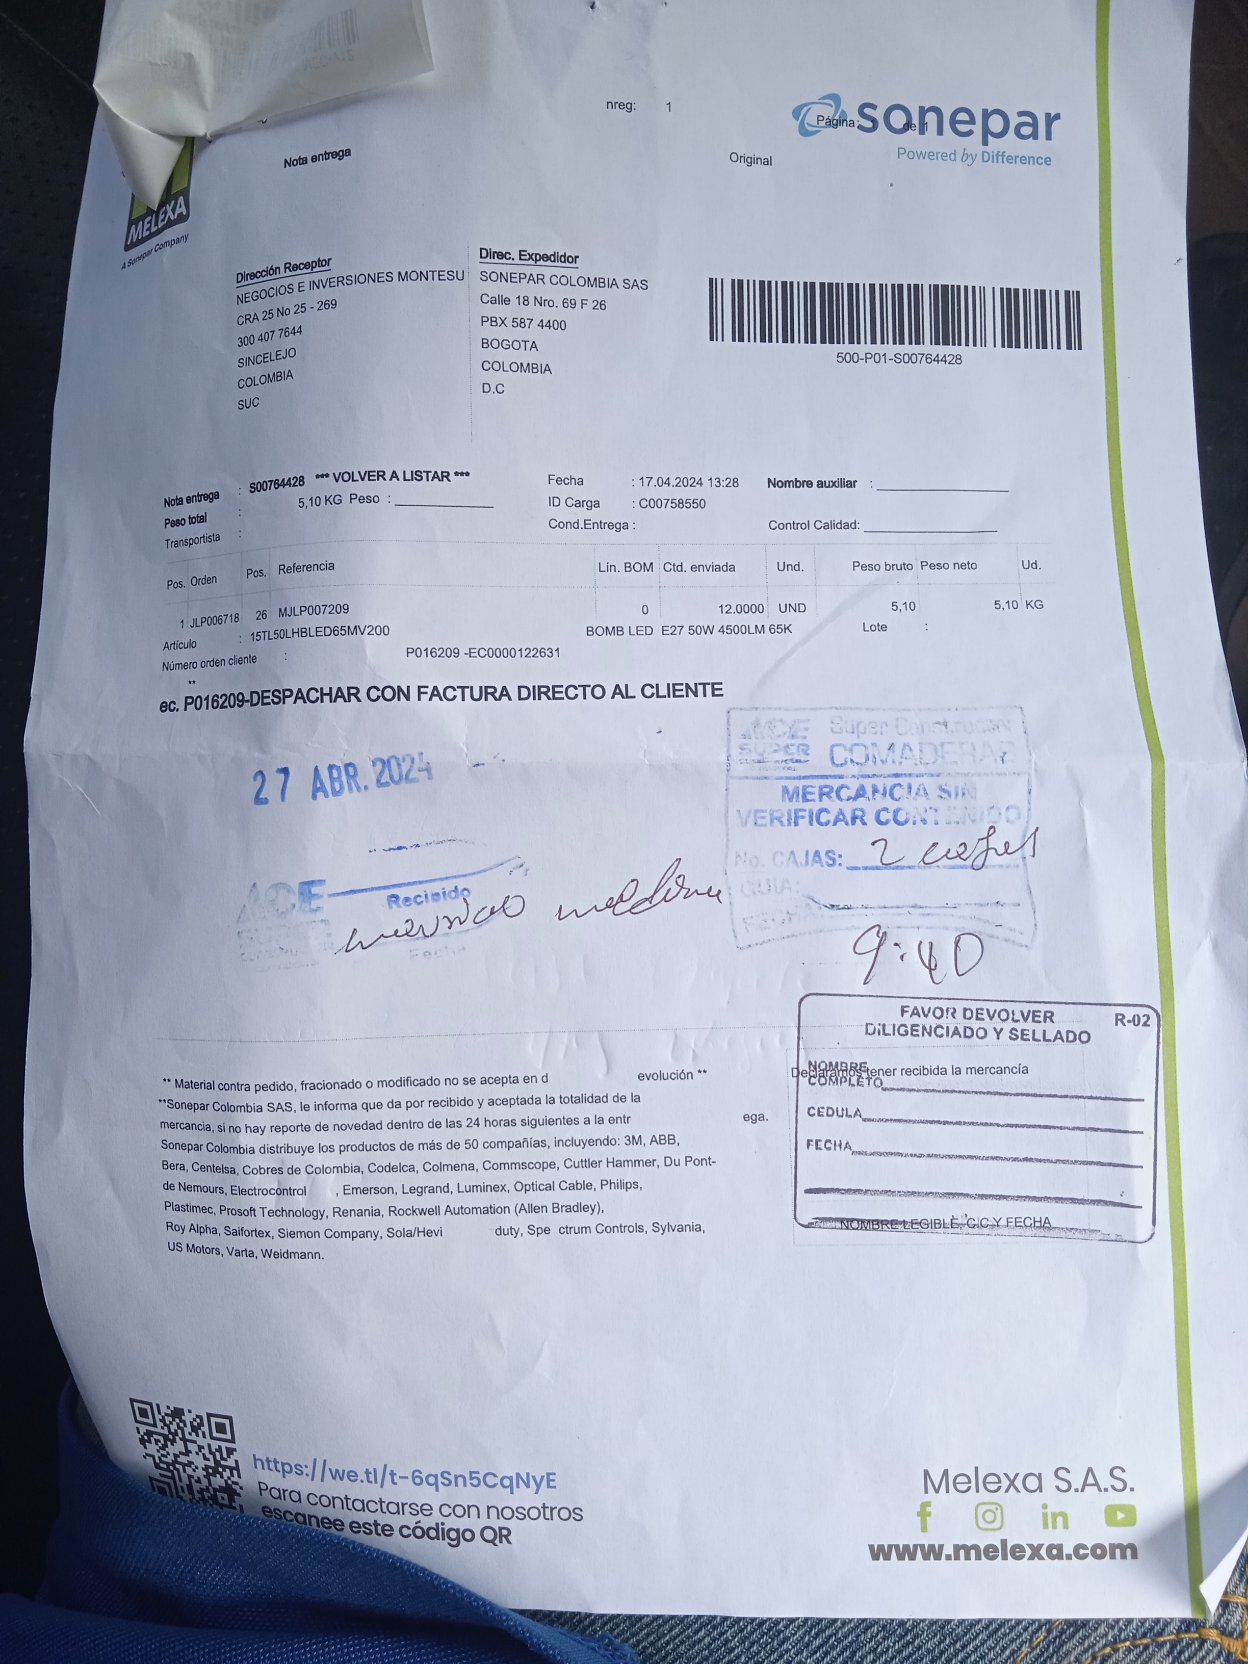 nreg: 1
sonepar
Página: 1 de 1
Powered by Difference
Nota entrega
Original
MELEXA
A Sonepar Company
Dirección Receptor
NEGOCIOS E INVERSIONES MONTESU
CRA 25 No 25 - 269
300 407 7644
SINCELEJO
COLOMBIA
SUC
Direc. Expedidor
SONEPAR COLOMBIA SAS
Calle 18 Nro. 69 F 26
PBX 587 4400
BOGOTA
COLOMBIA
D.C
500-P01-S00764428
Nota entrega : S00764428 *** VOLVER A LISTAR *** Fecha : 17.04.2024 13:28 Nombre auxiliar :
Peso total : 5,10 KG Peso : ID Carga : C00758550
Transportista : Cond.Entrega : Control Calidad:
Pos. Orden Pos. Referencia Lín. BOM Ctd. enviada Und. Peso bruto Peso neto Ud.
1 JLP006718 26 MJLP007209 0 12.0000 UND 5,10 5,10 KG
Artículo : 15TL50LHBLED65MV200 BOMB LED E27 50W 4500LM 65K Lote :
Número orden cliente : P016209 -EC0000122631
**
ec. P016209-DESPACHAR CON FACTURA DIRECTO AL CLIENTE
27 ABR. 2024
ACE
Recibido
Fecha
ACE Super Construcción
SUPER COMADERAS
MERCANCIA SIN
VERIFICAR CONTENIDO
No. CAJAS: 2 cajas
GUIA:
FECHA
9:40
FAVOR DEVOLVER R-02
DILIGENCIADO Y SELLADO
Declaramos tener recibida la mercancía
NOMBRE
COMPLETO
CEDULA
FECHA
NOMBRE LEGIBLE, C.C Y FECHA
** Material contra pedido, fraccionado o modificado no se acepta en d evolución **
**Sonepar Colombia SAS, le informa que da por recibido y aceptada la totalidad de la
mercancia, si no hay reporte de novedad dentro de las 24 horas siguientes a la entr ega.
Sonepar Colombia distribuye los productos de más de 50 compañías, incluyendo: 3M, ABB,
Bera, Centelsa, Cobres de Colombia, Codelca, Colmena, Commscope, Cuttler Hammer, Du Pont-
de Nemours, Electrocontrol , Emerson, Legrand, Luminex, Optical Cable, Philips,
Plastimec, Prosoft Technology, Renania, Rockwell Automation (Allen Bradley),
Roy Alpha, Saifortex, Siemon Company, Sola/Hevi duty, Spe ctrum Controls, Sylvania,
US Motors, Varta, Weidmann.
https://we.tl/t-6qSn5CqNyE
Para contactarse con nosotros
escanee este código QR
Melexa S.A.S.
www.melexa.com